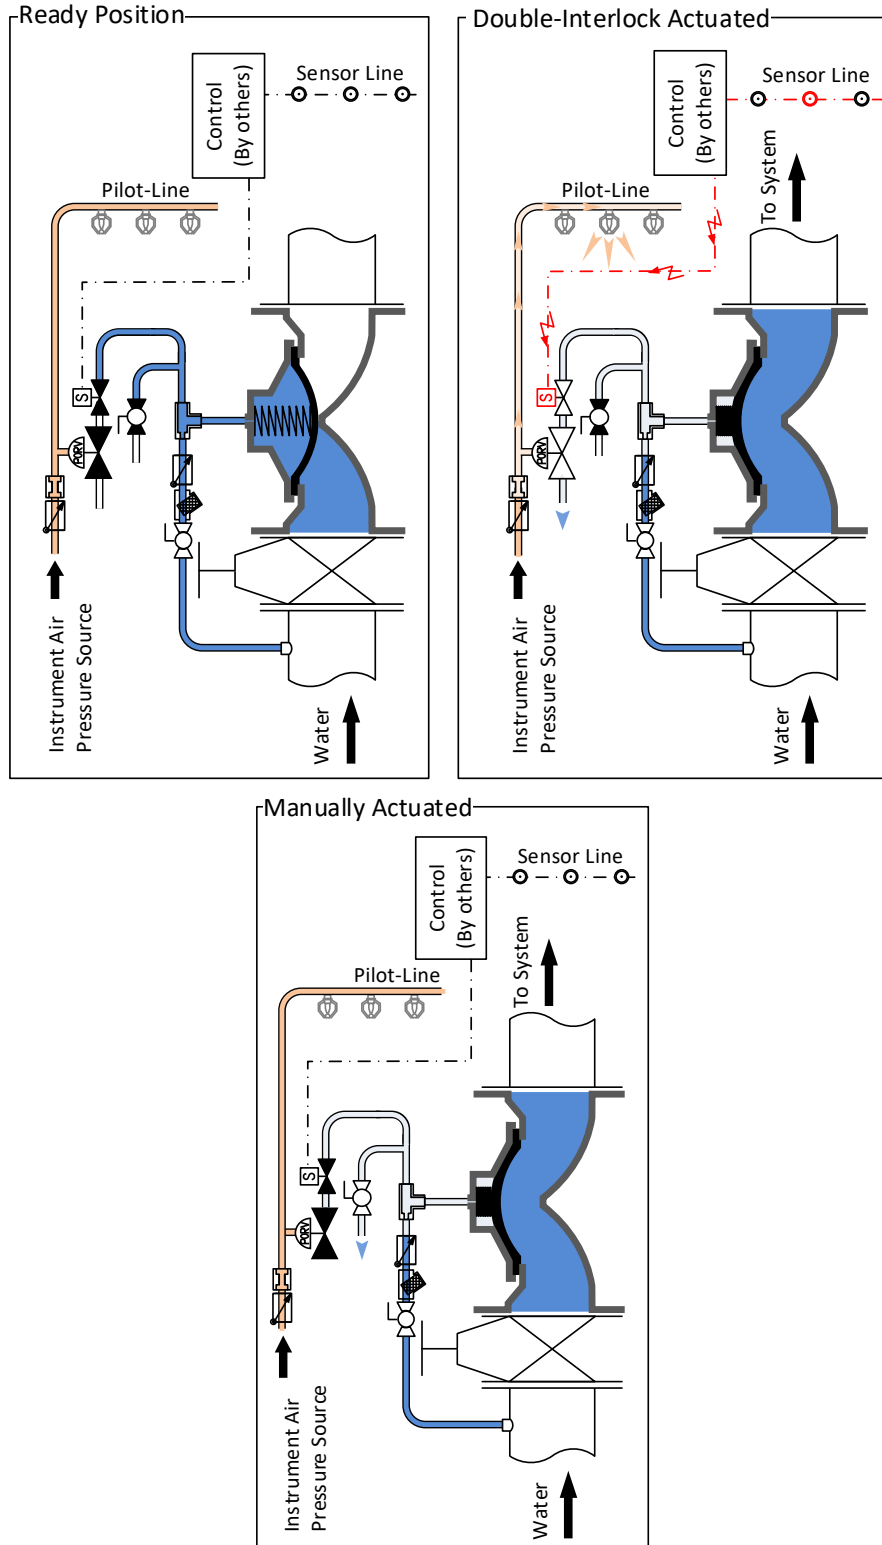 Ready Position
Control
(By others)
Sensor Line
Pilot-Line
S
PORV
Instrument Air
Pressure Source
Water
Double-Interlock Actuated
Control
(By others)
Sensor Line
To System
Pilot-Line
S
PORV
Instrument Air
Pressure Source
Water
Manually Actuated
Control
(By others)
Sensor Line
To System
Pilot-Line
S
PORV
Instrument Air
Pressure Source
Water